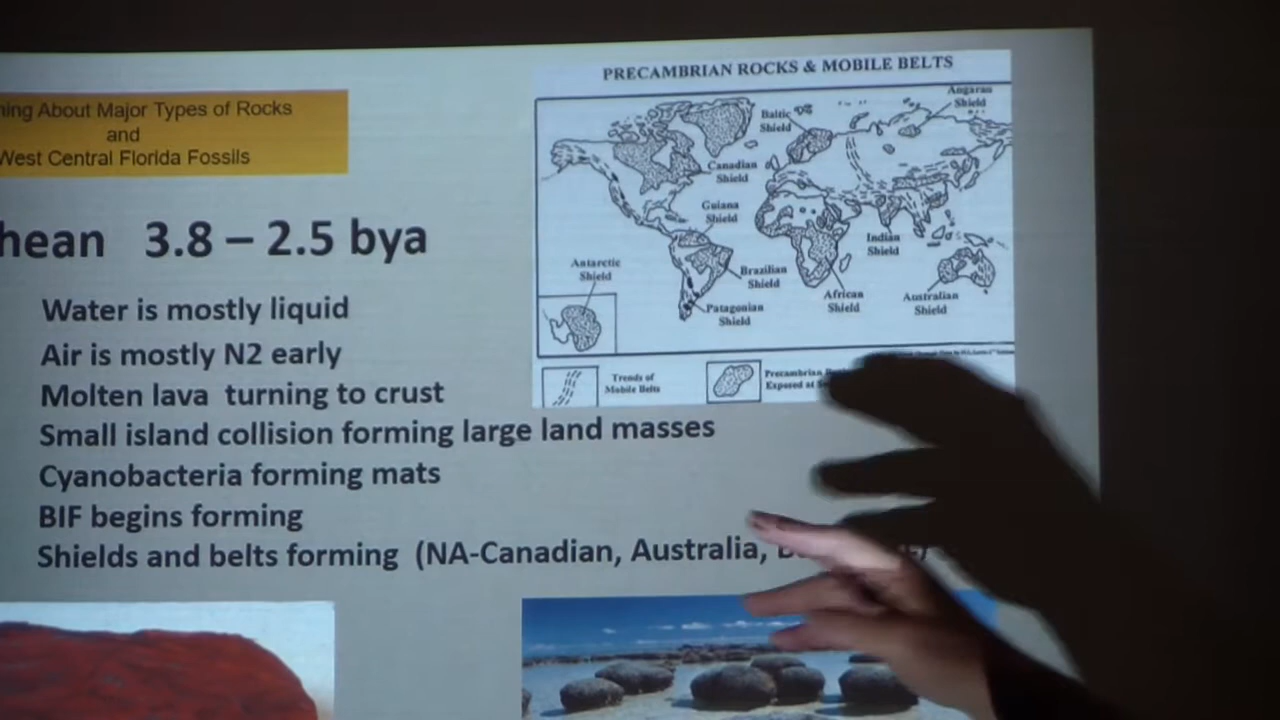 ning About Major Types of Rocks
and
West Central Florida Fossils
hean 3.8 – 2.5 bya
Water is mostly liquid
Air is mostly N2 early
Molten lava turning to crust
Small island collision forming large land masses
Cyanobacteria forming mats
BIF begins forming
Shields and belts forming (NA-Canadian, Australia,
PRECAMBRIAN ROCKS & MOBILE BELTS
Angaran
Shield
Baltic
Shield
Canadian
Shield
Guiana
Shield
Indian
Shield
Antarctic
Shield
Brazilian
Shield
African
Shield
Australian
Shield
Patagonian
Shield
Trends of
Mobile Belts
Precambrian
Exposed at